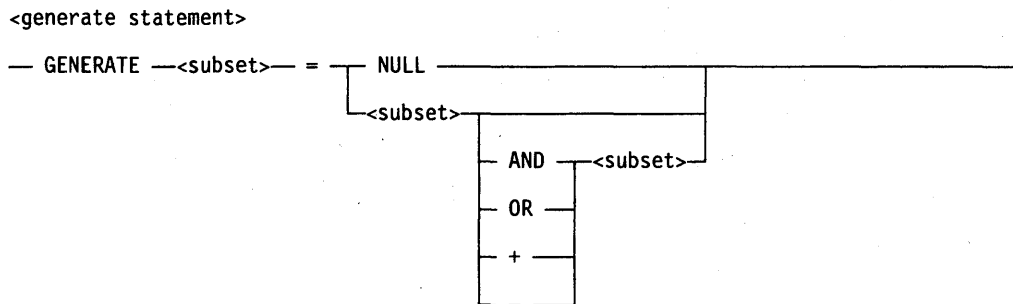 <generate statement>
GENERATE <subset> = NULL
<subset>
AND <subset>
OR
+